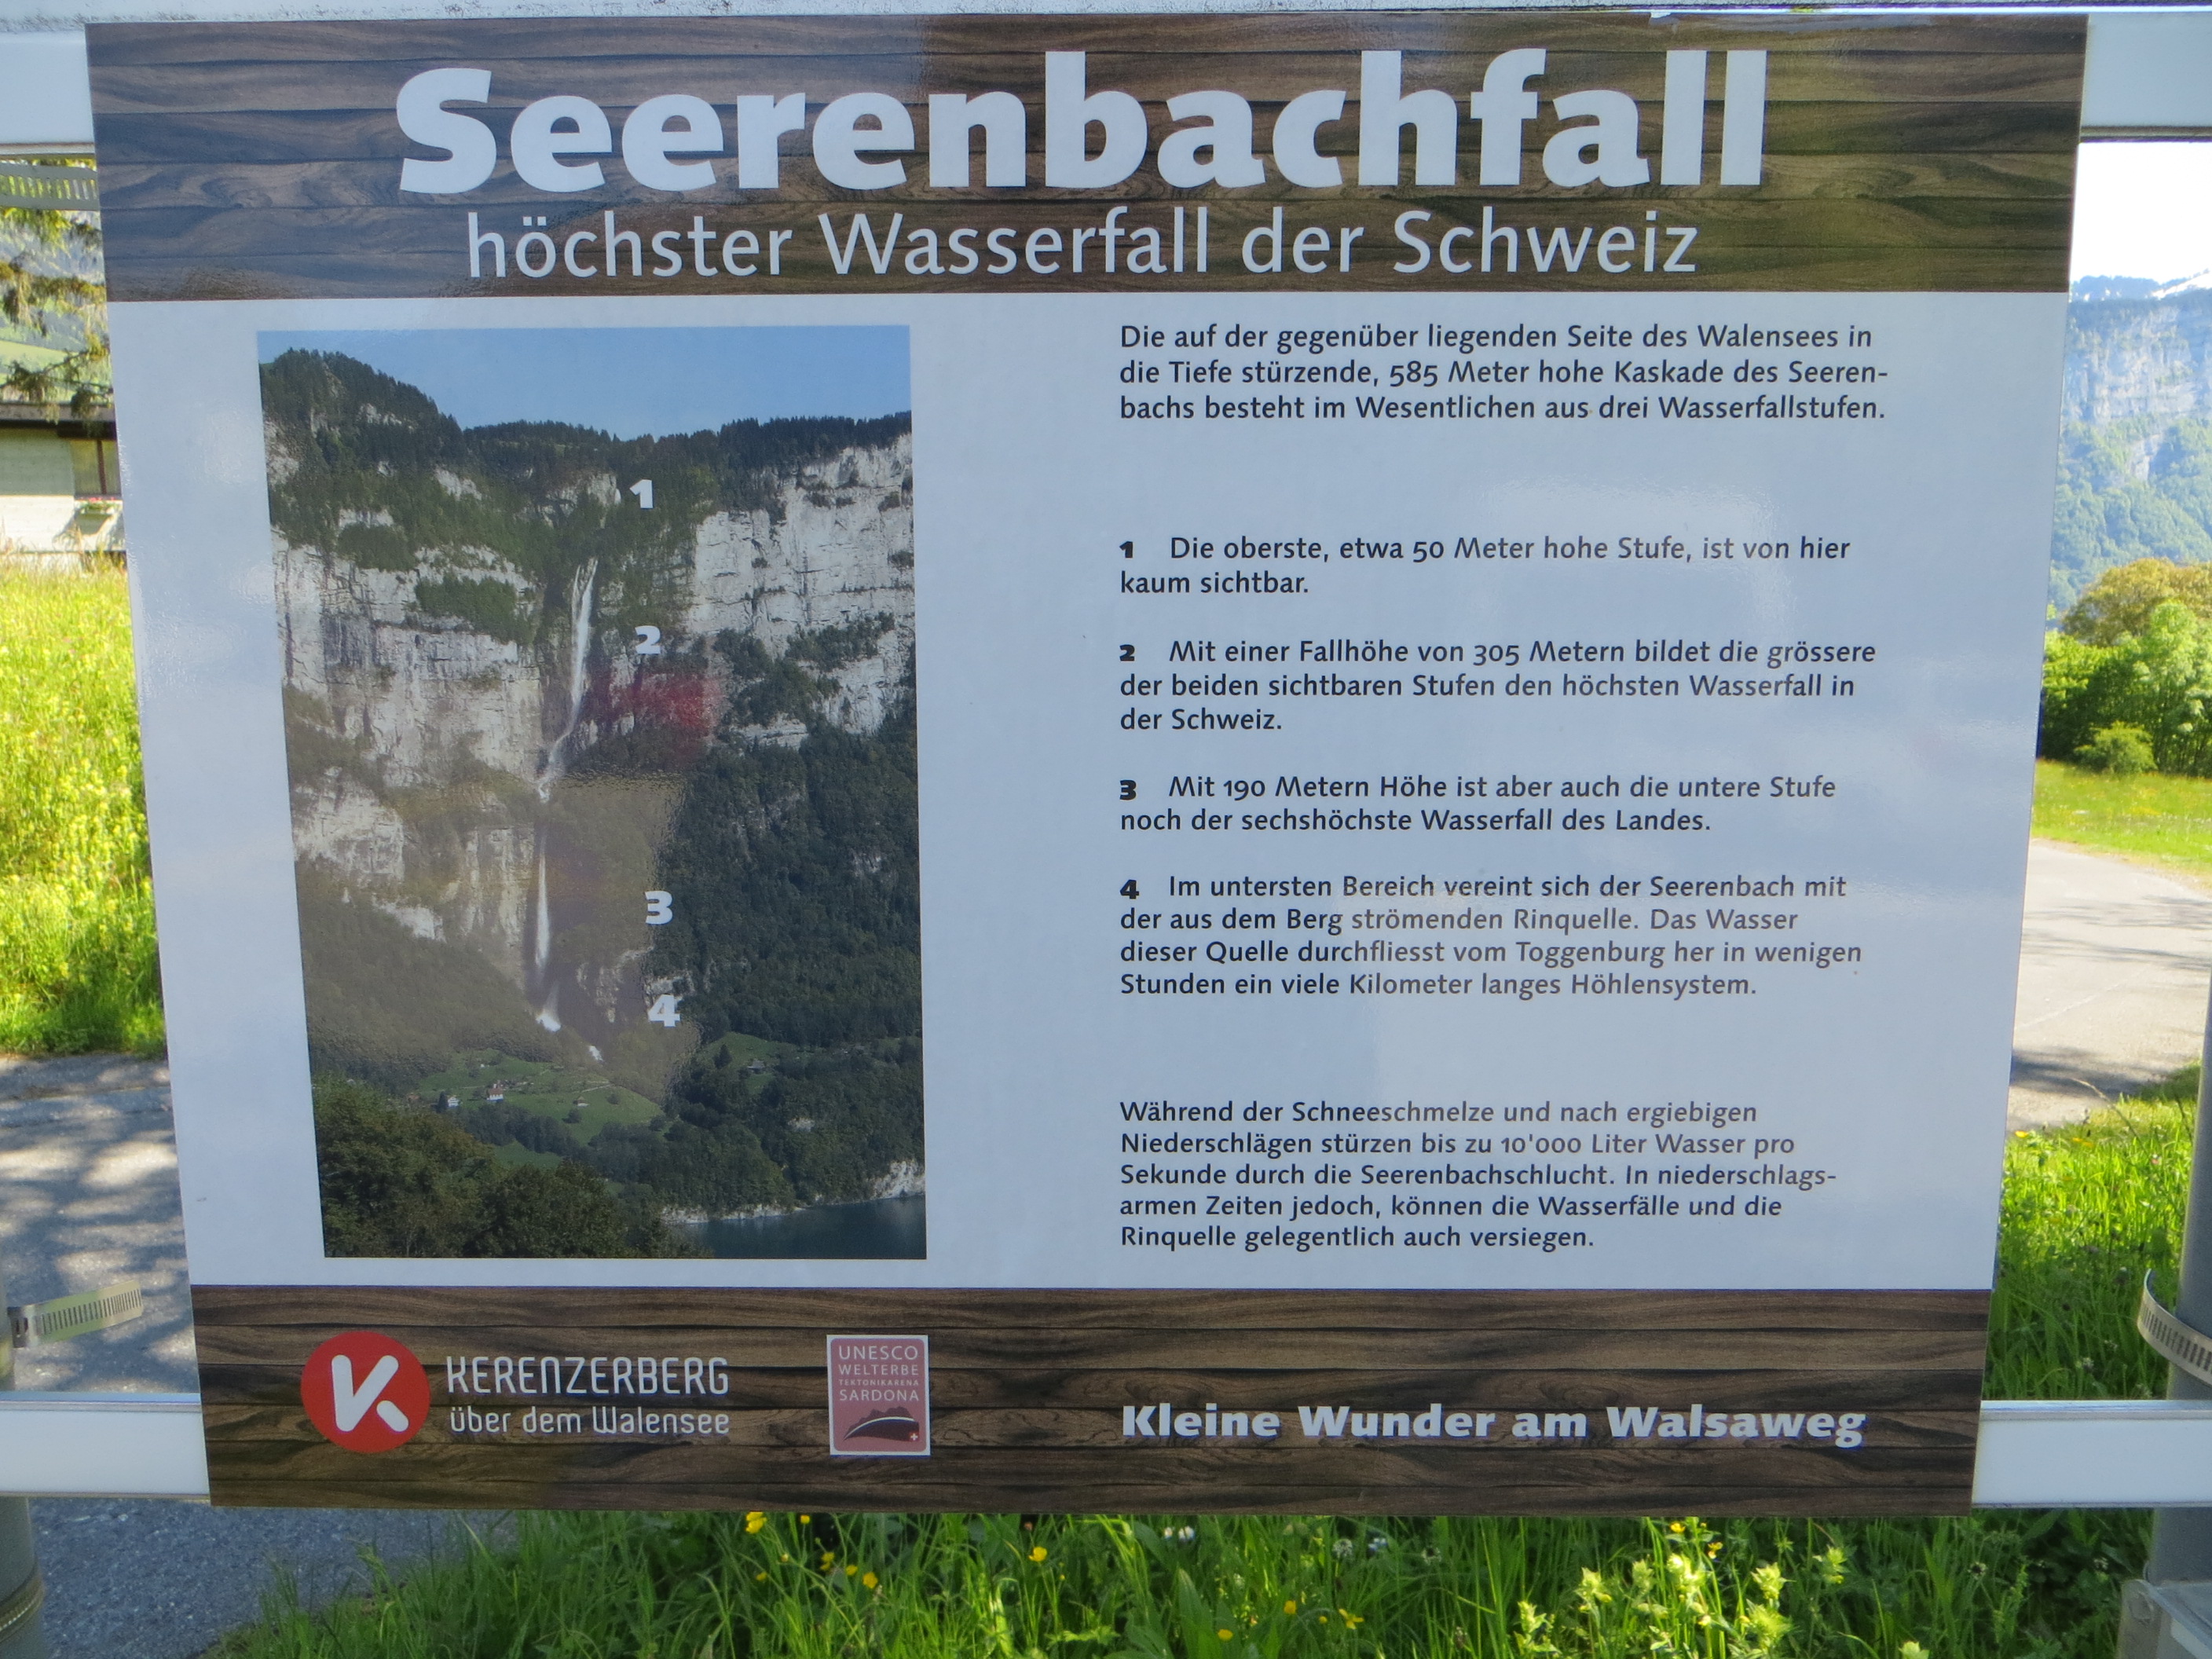 Seerenbachfall
höchster Wasserfall der Schweiz
Die auf der gegenüber liegenden Seite des Walensees in
die Tiefe stürzende, 585 Meter hohe Kaskade des Seeren-
bachs besteht im Wesentlichen aus drei Wasserfallstufen.
1 Die oberste, etwa 50 Meter hohe Stufe, ist von hier
kaum sichtbar.
2 Mit einer Fallhöhe von 305 Metern bildet die grössere
der beiden sichtbaren Stufen den höchsten Wasserfall in
der Schweiz.
3 Mit 190 Metern Höhe ist aber auch die untere Stufe
noch der sechshöchste Wasserfall des Landes.
4 Im untersten Bereich vereint sich der Seerenbach mit
der aus dem Berg strömenden Rinquelle. Das Wasser
dieser Quelle durchfliesst vom Toggenburg her in wenigen
Stunden ein viele Kilometer langes Höhlensystem.
Während der Schneeschmelze und nach ergiebigen
Niederschlägen stürzen bis zu 10'000 Liter Wasser pro
Sekunde durch die Seerenbachschlucht. In niederschlags-
armen Zeiten jedoch, können die Wasserfälle und die
Rinquelle gelegentlich auch versiegen.
1
2
3
4
K
KERENZERBERG
über dem Walensee
UNESCO
WELTERBE
TEKTONIKARENA
SARDONA
Kleine Wunder am Walsaweg